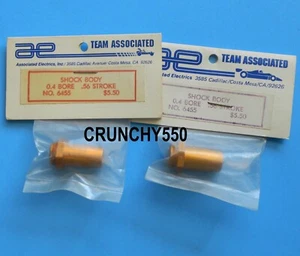 ae
TEAM ASSOCIATED
Associated Electrics, Inc. 3585 Cadillac Avenue Costa Mesa, CA 92626
SHOCK BODY
0.4 BORE .56 STROKE
NO. 6455 $5.50
ae
TEAM ASSOCIATED
Associated Electrics 3585 Cadillac/Costa Mesa/CA/92626
SHOCK BODY
0.4 BORE .56 STROKE
NO. 6455
CRUNCHY550